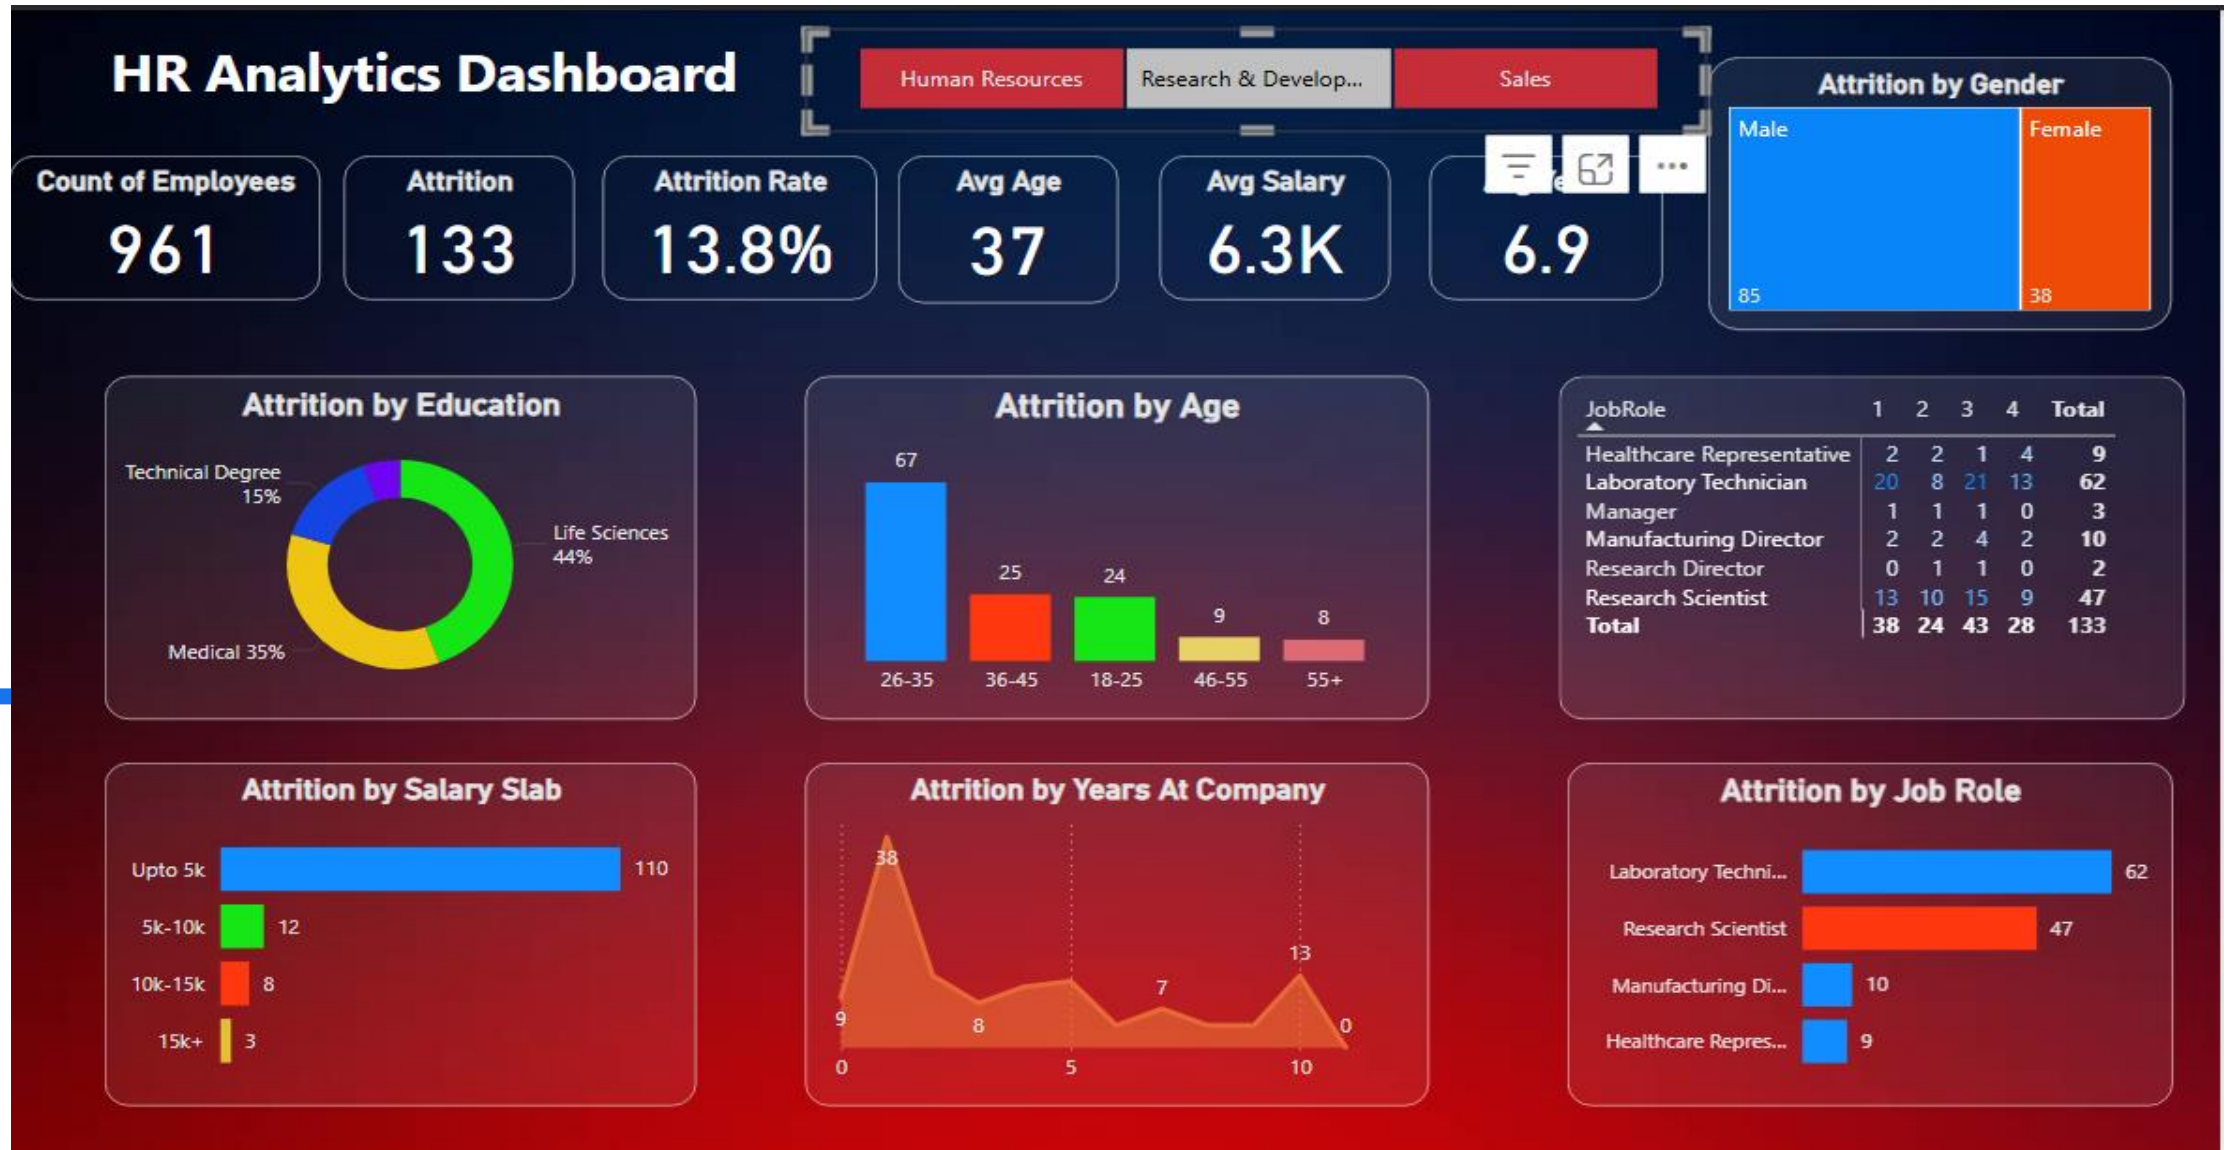 HR Analytics Dashboard
Human Resources
Research & Develop...
Sales
Attrition by Gender
Male
Female
85
38
Count of Employees
961
Attrition
133
Attrition Rate
13.8%
Avg Age
37
Avg Salary
6.3K
6.9
Attrition by Education
Technical Degree
15%
Life Sciences
44%
Medical 35%
Attrition by Age
67
25
24
9
8
26-35
36-45
18-25
46-55
55+
JobRole 1 2 3 4 Total
Healthcare Representative 2 2 1 4 9
Laboratory Technician 20 8 21 13 62
Manager 1 1 1 0 3
Manufacturing Director 2 2 4 2 10
Research Director 0 1 1 0 2
Research Scientist 13 10 15 9 47
Total 38 24 43 28 133
Attrition by Salary Slab
Upto 5k 110
5k-10k 12
10k-15k 8
15k+ 3
Attrition by Years At Company
38
13
7
9
8
0
0
5
10
Attrition by Job Role
Laboratory Techni... 62
Research Scientist 47
Manufacturing Di... 10
Healthcare Repres... 9